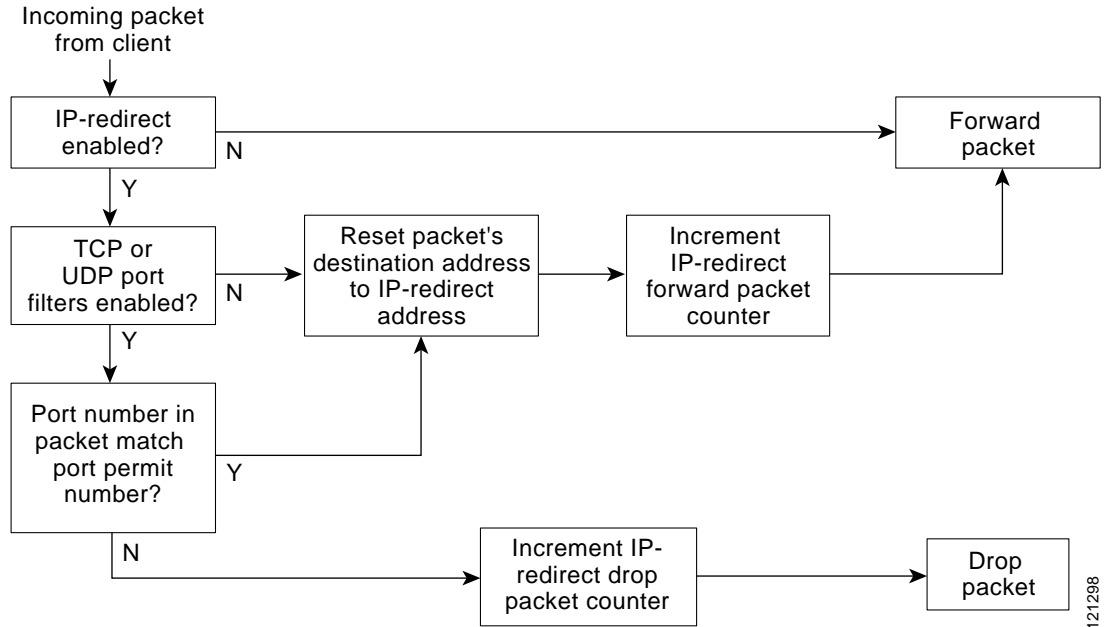 Incoming packet
from client
IP-redirect
enabled?
N
Forward
packet
Y
TCP or
UDP port
filters enabled?
N
Reset packet's
destination address
to IP-redirect
address
Increment
IP-redirect
forward packet
counter
Y
Port number in
packet match
port permit
number?
Y
N
Increment IP-
redirect drop
packet counter
Drop
packet
121298